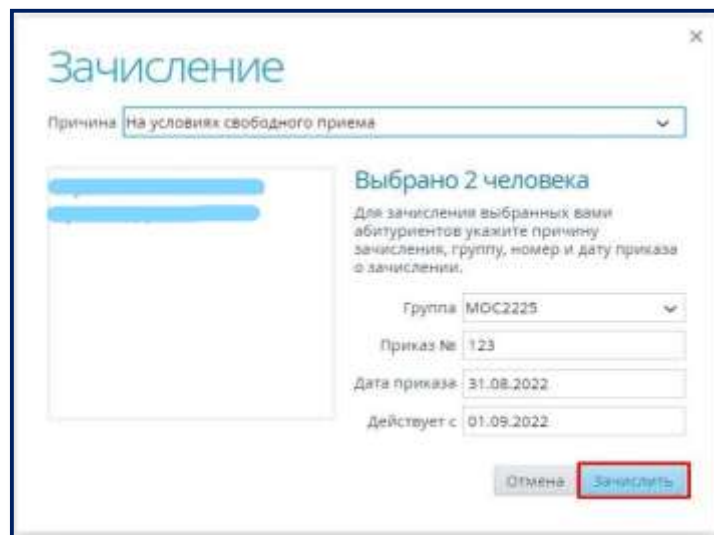 Зачисление
Причина На условиях свободного приема
Выбрано 2 человека
Для зачисления выбранных вами
абитуриентов укажите причину
зачисления, группу, номер и дату приказа
о зачислении.
Группа МОС2225
Приказ № 123
Дата приказа 31.08.2022
Действует с 01.09.2022
Отмена Зачислить